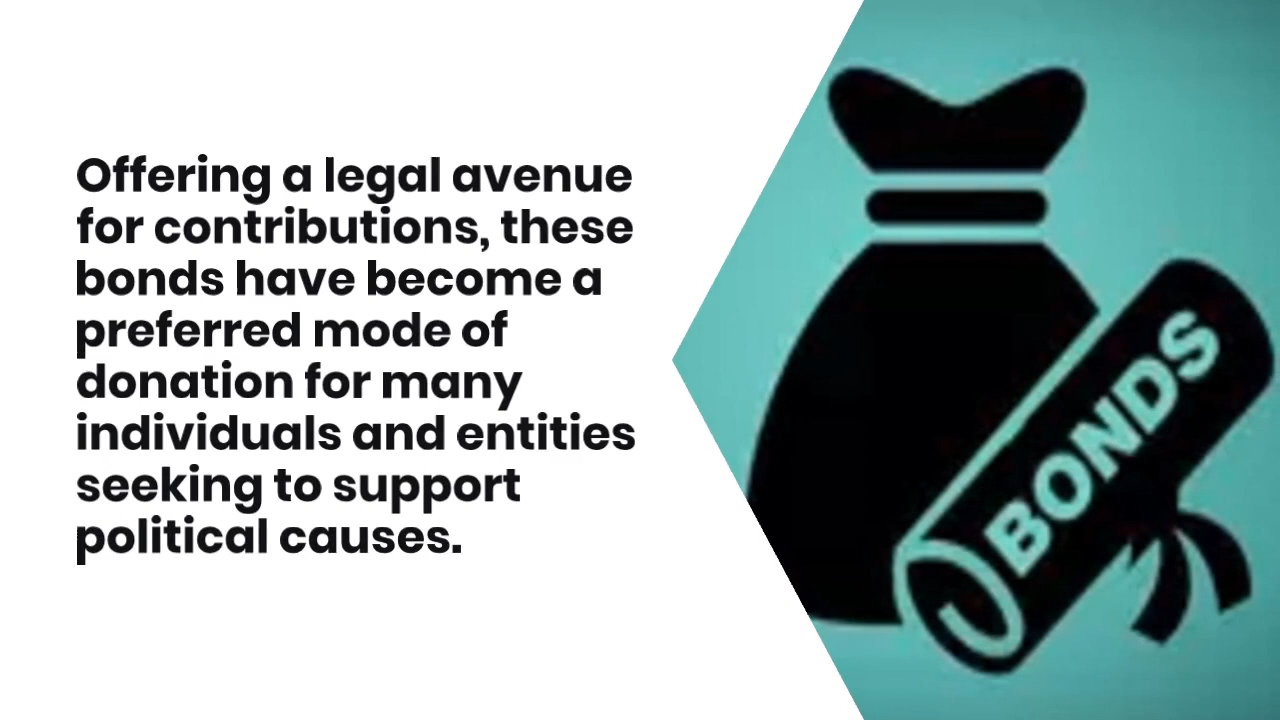 Offering a legal avenue
for contributions, these
bonds have become a
preferred mode of
donation for many
individuals and entities
seeking to support
political causes.
BONDS